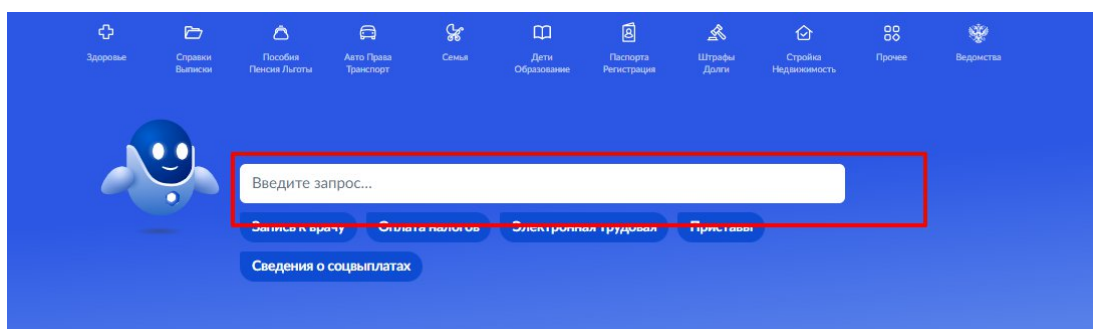 Здоровье
Справки
Выписки
Пособия
Пенсия Льготы
Авто Права
Транспорт
Семья
Дети
Образование
Паспорта
Регистрация
Штрафы
Долги
Стройка
Недвижимость
Прочее
Ведомства
Введите запрос...
Запись к врачу Оплата налогов Электронная трудовая Приставы
Сведения о соцвыплатах